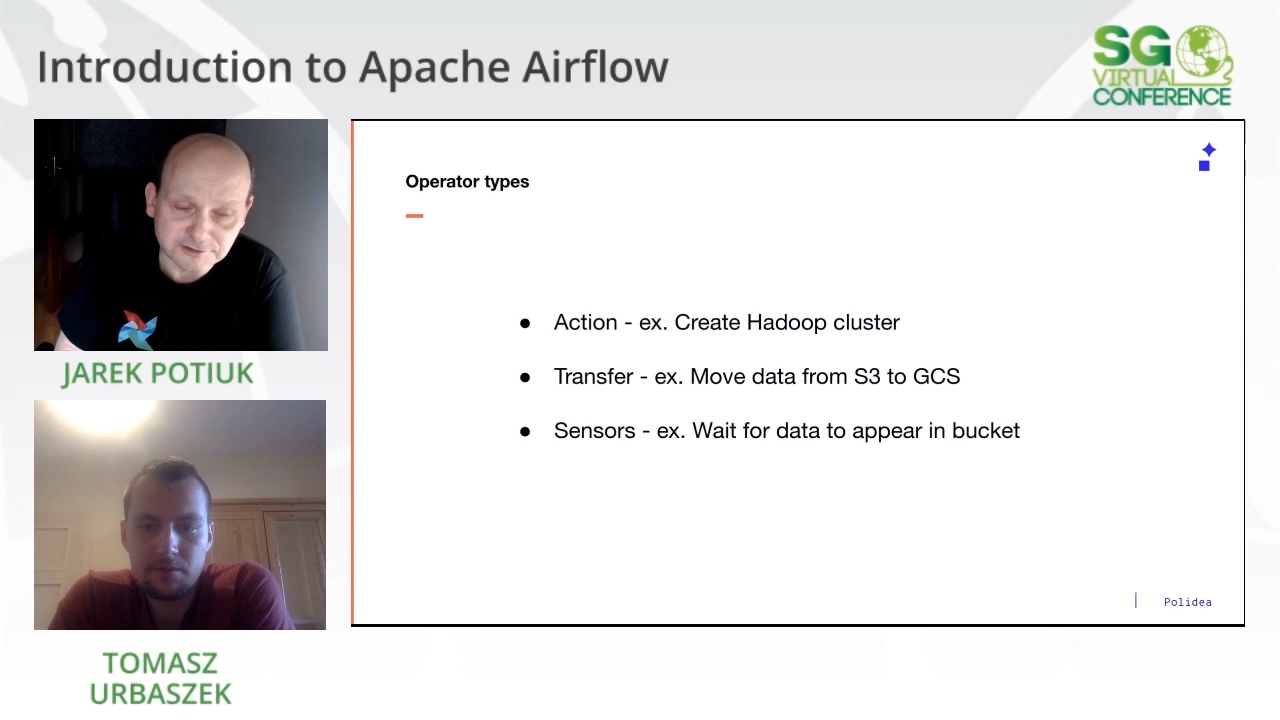 Introduction to Apache Airflow
SG
VIRTUAL
CONFERENCE
JAREK POTIUK
TOMASZ
URBASZEK
Operator types
● Action - ex. Create Hadoop cluster
● Transfer - ex. Move data from S3 to GCS
● Sensors - ex. Wait for data to appear in bucket
Polidea